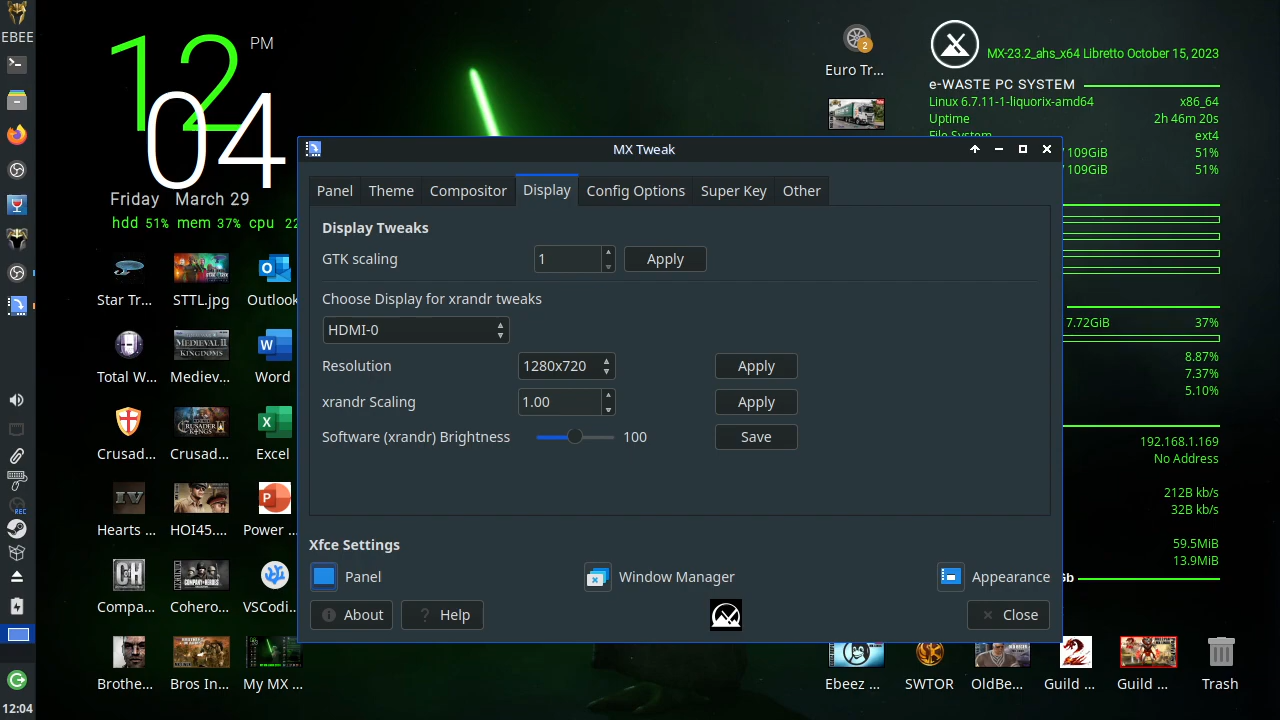 EBEE
12 PM
04
Friday March 29
hdd 51% mem 37% cpu 22
Star Tr...
STTL.jpg
Outlook
Total W...
Mediev...
Word
Crusad...
Crusad...
Excel
Hearts ...
HOI45....
Power ...
Compa...
Cohero...
VSCodi...
Brothe...
Bros In...
My MX ...
REC
12:04
Euro Tr...
MX-23.2_ahs_x64 Libretto October 15, 2023
e-WASTE PC SYSTEM
Linux 6.7.11-1-liquorix-amd64 x86_64
Uptime 2h 46m 20s
File System ext4
/ 109GiB 51%
/ 109GiB 51%
7.72GiB 37%
8.87%
7.37%
5.10%
192.168.1.169
No Address
212B kb/s
32B kb/s
59.5MiB
13.9MiB
Gb
MX Tweak
Panel Theme Compositor Display Config Options Super Key Other
Display Tweaks
GTK scaling 1 Apply
Choose Display for xrandr tweaks
HDMI-0
Resolution 1280x720 Apply
xrandr Scaling 1.00 Apply
Software (xrandr) Brightness 100 Save
Xfce Settings
Panel Window Manager Appearance
About ? Help Close
Ebeez ...
SWTOR
OldBe...
Guild ...
Guild ...
Trash